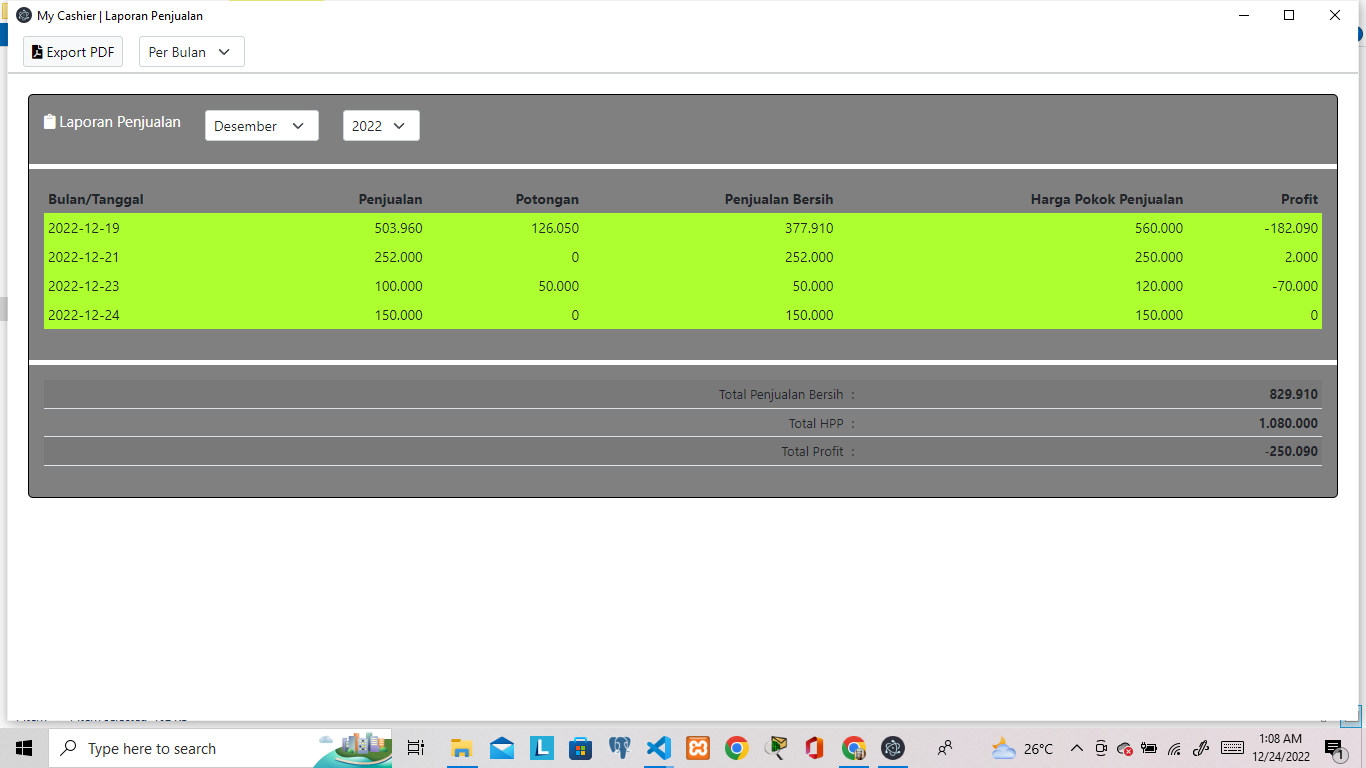 My Cashier | Laporan Penjualan
Export PDF Per Bulan
Laporan Penjualan Desember 2022
Bulan/Tanggal Penjualan Potongan Penjualan Bersih Harga Pokok Penjualan Profit
2022-12-19 503.960 126.050 377.910 560.000 -182.090
2022-12-21 252.000 0 252.000 250.000 2.000
2022-12-23 100.000 50.000 50.000 120.000 -70.000
2022-12-24 150.000 0 150.000 150.000 0
Total Penjualan Bersih : 829.910
Total HPP : 1.080.000
Total Profit : -250.090
Type here to search
L
26°C
1:08 AM
12/24/2022
1